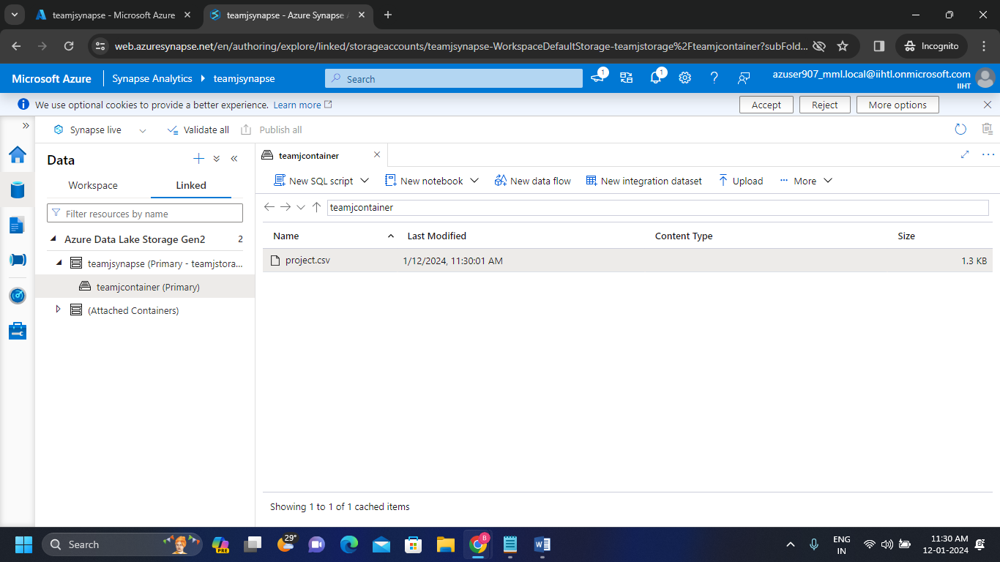 teamjsynapse - Microsoft Azure
teamjsynapse - Azure Synapse A
web.azuresynapse.net/en/authoring/explore/linked/storageaccounts/teamjsynapse-WorkspaceDefaultStorage-teamjstorage%2Fteamjcontainer?subFold...
Incognito
Microsoft Azure
Synapse Analytics
teamjsynapse
Search
1
1
azuser907_mml.local@iihtl.onmicrosoft.com
IIHT
We use optional cookies to provide a better experience. Learn more
Accept
Reject
More options
Synapse live
Validate all
Publish all
Data
teamjcontainer
Workspace
Linked
New SQL script
New notebook
New data flow
New integration dataset
Upload
More
Filter resources by name
teamjcontainer
Azure Data Lake Storage Gen2 2
Name
Last Modified
Content Type
Size
teamjsynapse (Primary - teamjstora...
project.csv
1/12/2024, 11:30:01 AM
1.3 KB
teamjcontainer (Primary)
(Attached Containers)
Showing 1 to 1 of 1 cached items
Search
PRE
29°
8
ENG
IN
11:30 AM
12-01-2024